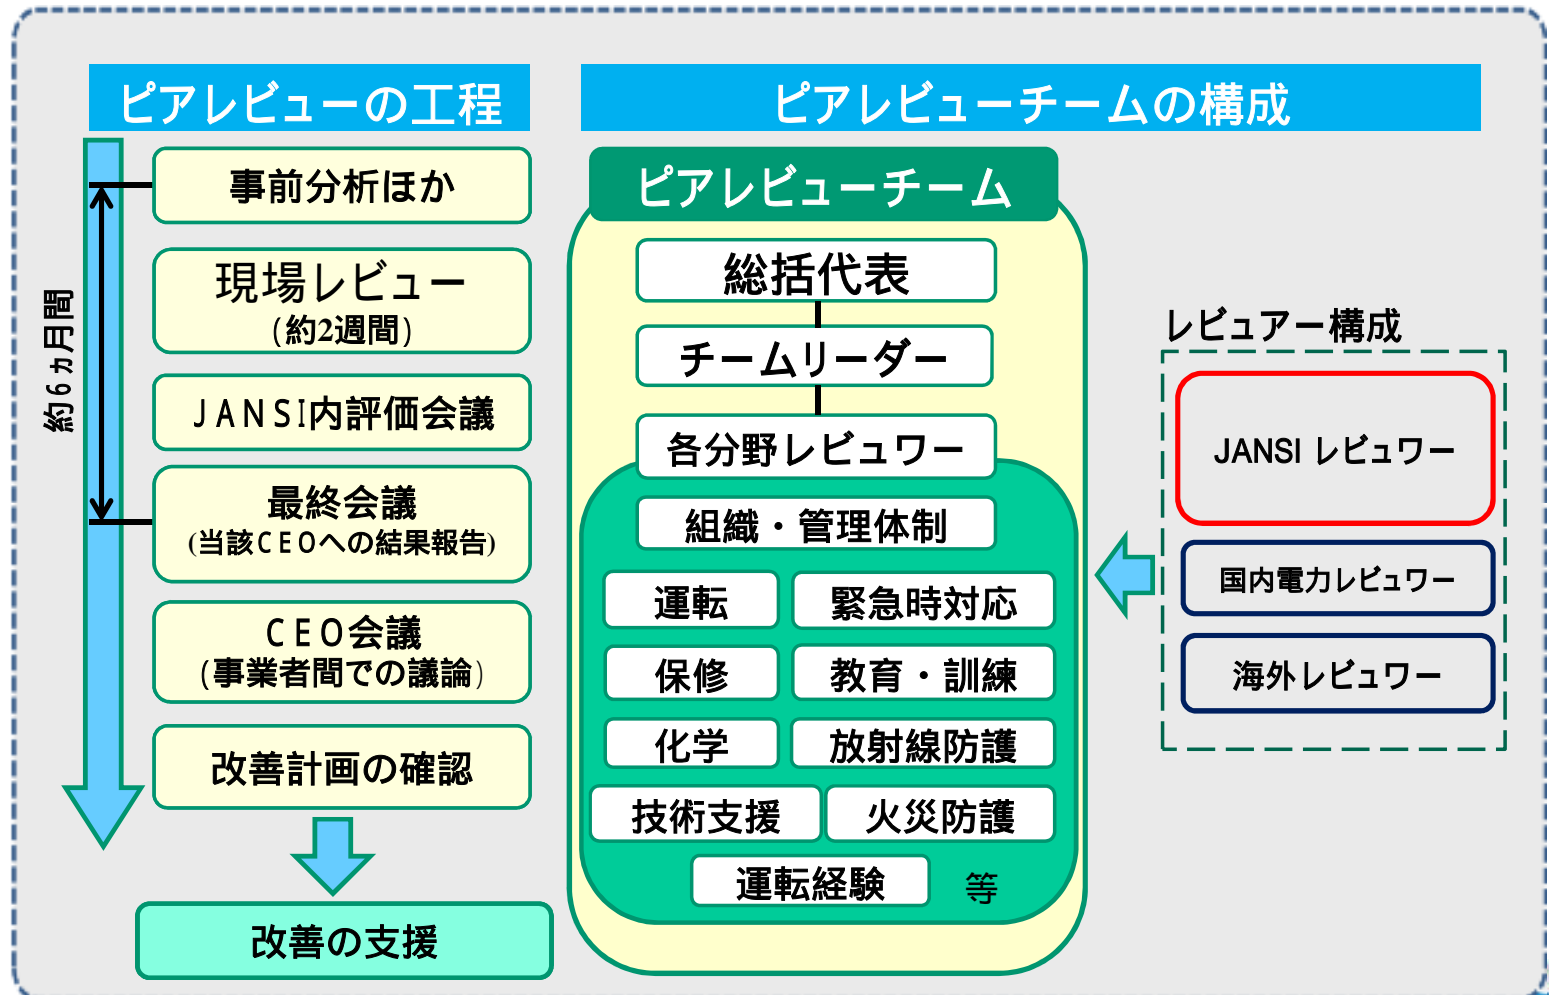 ピアレビューの工程
事前分析ほか
現場レビュー
(約2週間)
JANSI内評価会議
最終会議
(当該CEOへの結果報告)
CEO会議
(事業者間での議論)
改善計画の確認
改善の支援
約6ヵ月間
ピアレビューチームの構成
ピアレビューチーム
総括代表
チームリーダー
各分野レビュワー
組織・管理体制
運転
緊急時対応
保修
教育・訓練
化学
放射線防護
技術支援
火災防護
運転経験
等
レビュアー構成
JANSI レビュワー
国内電力レビュワー
海外レビュワー